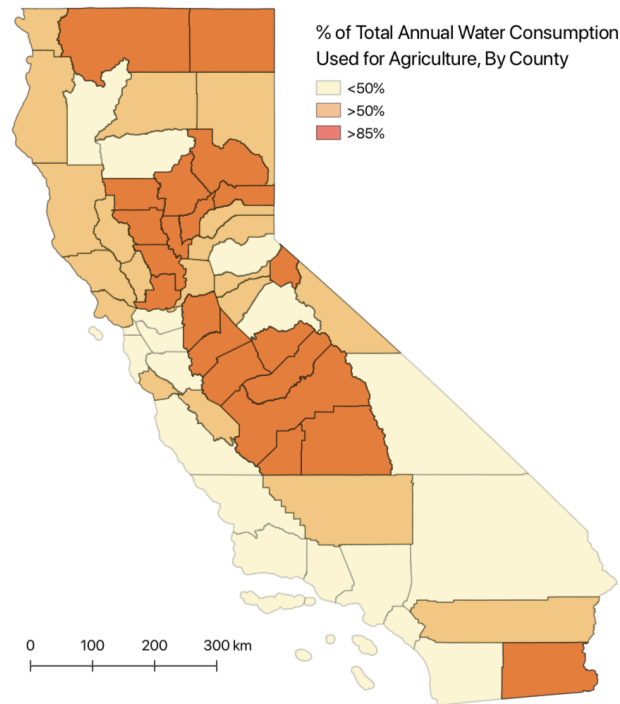 % of Total Annual Water Consumption
Used for Agriculture, By County
<50%
>50%
>85%
0 100 200 300 km